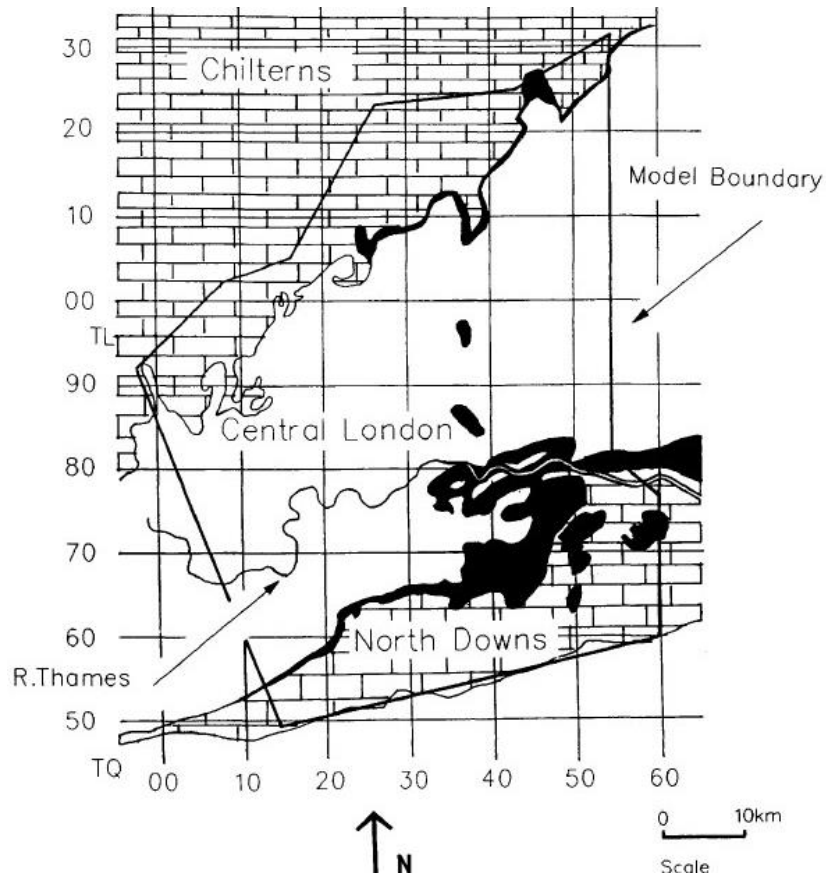 30
Chilterns
20
Model Boundary
10
00
TL
90
Central London
80
70
60
North Downs
R.Thames
50
TQ
00 10 20 30 40 50 60
0 10km
N
Scale